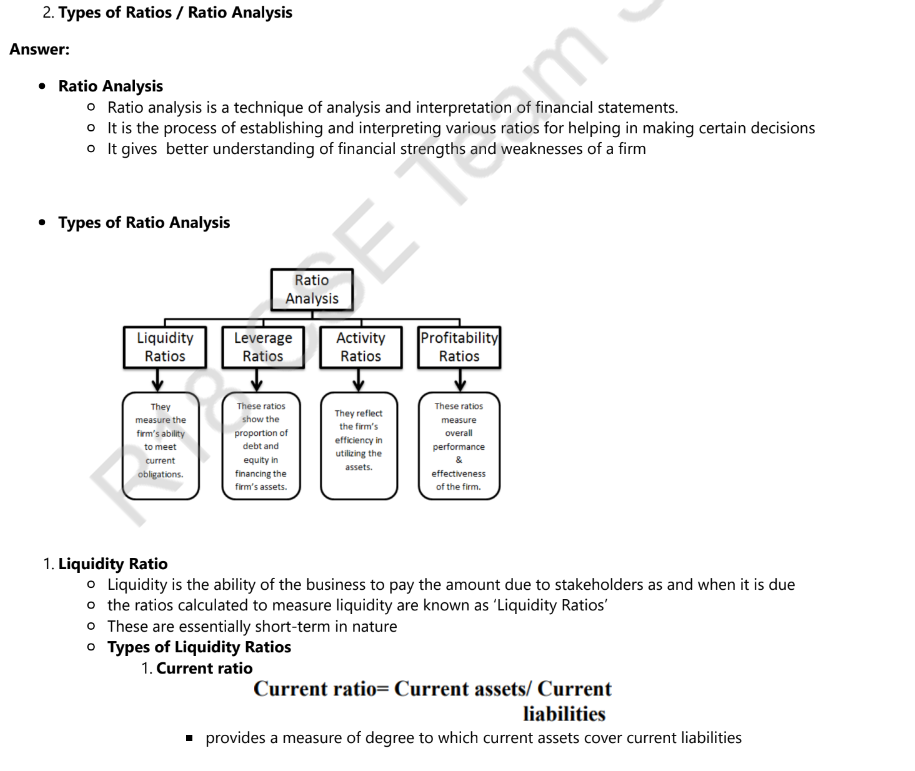 2. Types of Ratios / Ratio Analysis
Answer:
• Ratio Analysis
○ Ratio analysis is a technique of analysis and interpretation of financial statements.
○ It is the process of establishing and interpreting various ratios for helping in making certain decisions
○ It gives better understanding of financial strengths and weaknesses of a firm
• Types of Ratio Analysis
Ratio
Analysis
Liquidity
Ratios
Leverage
Ratios
Activity
Ratios
Profitability
Ratios
They
measure the
firm's ability
to meet
current
obligations.
These ratios
show the
proportion of
debt and
equity in
financing the
firm's assets.
They reflect
the firm's
efficiency in
utilizing the
assets.
These ratios
measure
overall
performance
&
effectiveness
of the firm.
1. Liquidity Ratio
○ Liquidity is the ability of the business to pay the amount due to stakeholders as and when it is due
○ the ratios calculated to measure liquidity are known as ‘Liquidity Ratios’
○ These are essentially short-term in nature
○ Types of Liquidity Ratios
1. Current ratio
Current ratio= Current assets/ Current
liabilities
▪ provides a measure of degree to which current assets cover current liabilities
R18 CSE Team